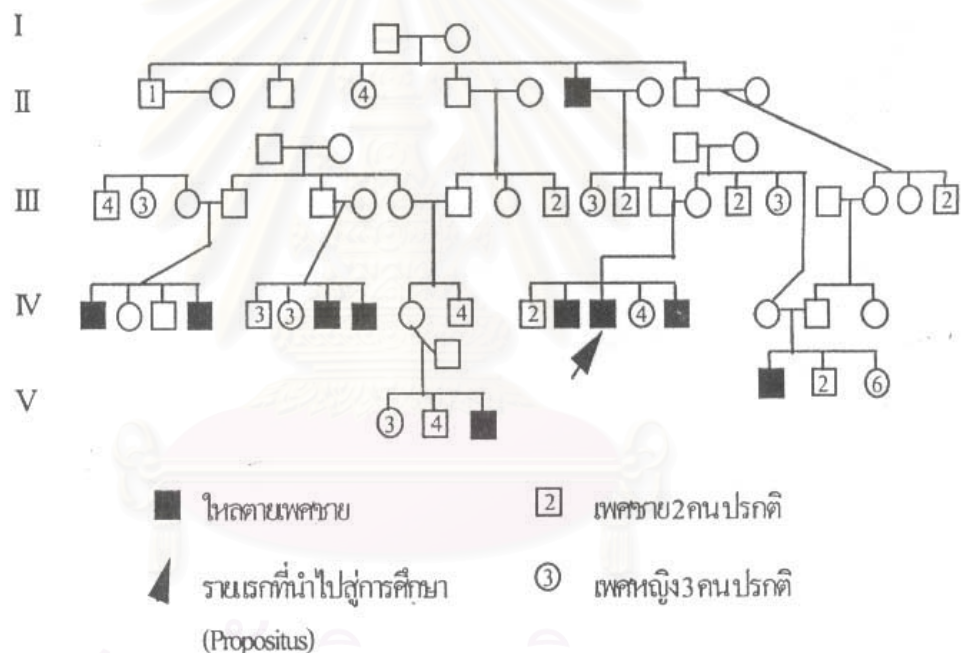 I
II
1 4
III
4 3 2 3 2 2 3 2
IV
3 3 4 2 4
2 6
V
3 4
ใหลตายเพศชาย
2 เพศชาย2คนปรกติ
รายแรกที่นำไปสู่การศึกษา
(Propositus)
3 เพศหญิง3คนปรกติ